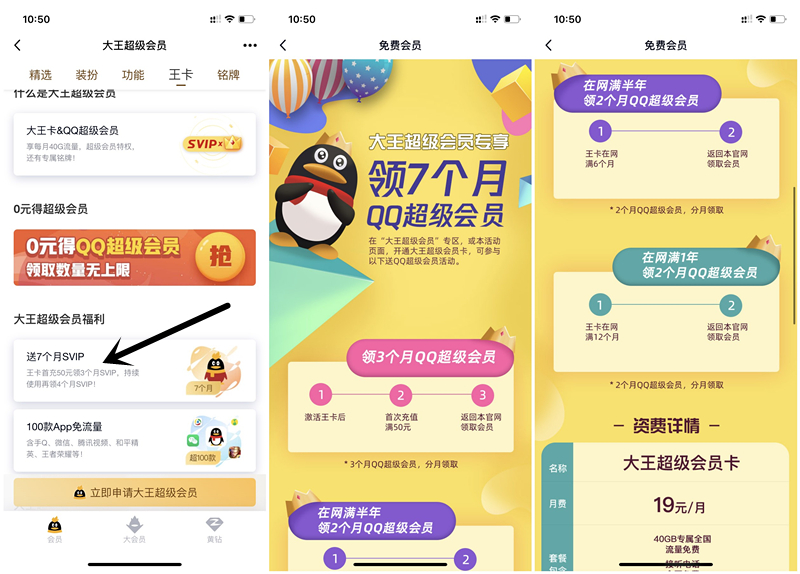 10:50
大王超级会员
精选
装扮
功能
王卡
铭牌
什么是大王超级会员
大王卡&QQ超级会员
享每月40G流量、超级会员特权,
还有专属铭牌!
SVIP x
0元得超级会员
0元得QQ超级会员
领取数量无上限
抢
大王超级会员福利
送7个月SVIP
王卡首充50元领3个月SVIP, 持续
使用再领4个月SVIP!
7个月
100款App免流量
含手Q、微信、腾讯视频、和平精
英、王者荣耀等!
超100款
立即申请大王超级会员
会员
大会员
黄钻
10:50
免费会员
大王超级会员专享
领7个月
QQ超级会员
在“大王超级会员”专区, 或本活动
页面, 开通大王超级会员卡, 可参与
以下送QQ超级会员活动。
领3个月QQ超级会员
1
2
3
激活王卡后
首次充值
满50元
返回本官网
领取会员
*3个月QQ超级会员, 分月领取
在网满半年
领2个月QQ超级会员
1
2
10:50
免费会员
在网满半年
领2个月QQ超级会员
1
2
王卡在网
满6个月
返回本官网
领取会员
*2个月QQ超级会员, 分月领取
在网满1年
领2个月QQ超级会员
1
2
王卡在网
满12个月
返回本官网
领取会员
*2个月QQ超级会员, 分月领取
资费详情
名称
大王超级会员卡
月费
19元/月
套餐
包含
40GB专属全国
流量免费
接听电话